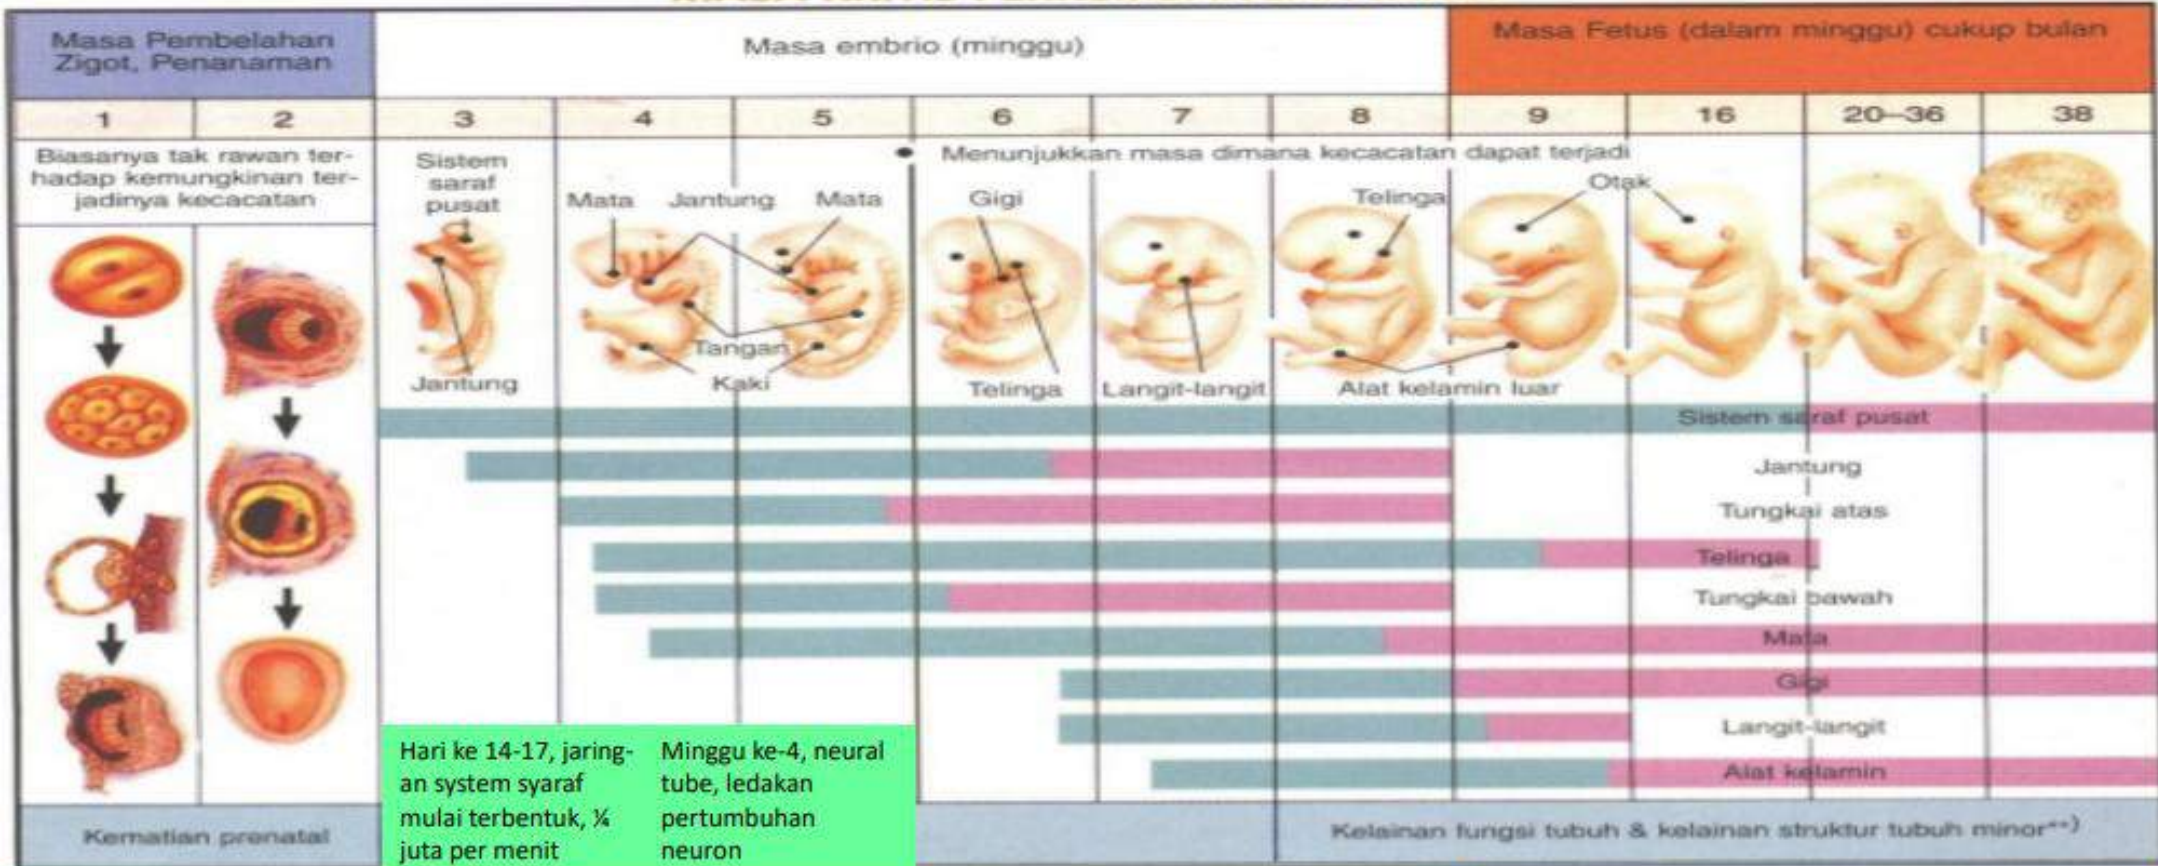 Masa Pembelahan
Zigot, Penanaman
Masa embrio (minggu)
Masa Fetus (dalam minggu) cukup bulan
1
2
3
4
5
6
7
8
9
16
20–36
38
Biasanya tak rawan ter-
hadap kemungkinan ter-
jadinya kecacatan
• Menunjukkan masa dimana kecacatan dapat terjadi
Sistem
saraf
pusat
Mata
Jantung
Mata
Gigi
Telinga
Otak
Jantung
Tangan
Kaki
Telinga
Langit-langit
Alat kelamin luar
Sistem saraf pusat
Jantung
Tungkai atas
Telinga
Tungkai bawah
Mata
Gigi
Langit-langit
Alat kelamin
Hari ke 14-17, jaring-
an system syaraf
mulai terbentuk, ¼
juta per menit
Minggu ke-4, neural
tube, ledakan
pertumbuhan
neuron
Kematian prenatal
Kelainan fungsi tubuh & kelainan struktur tubuh minor**)